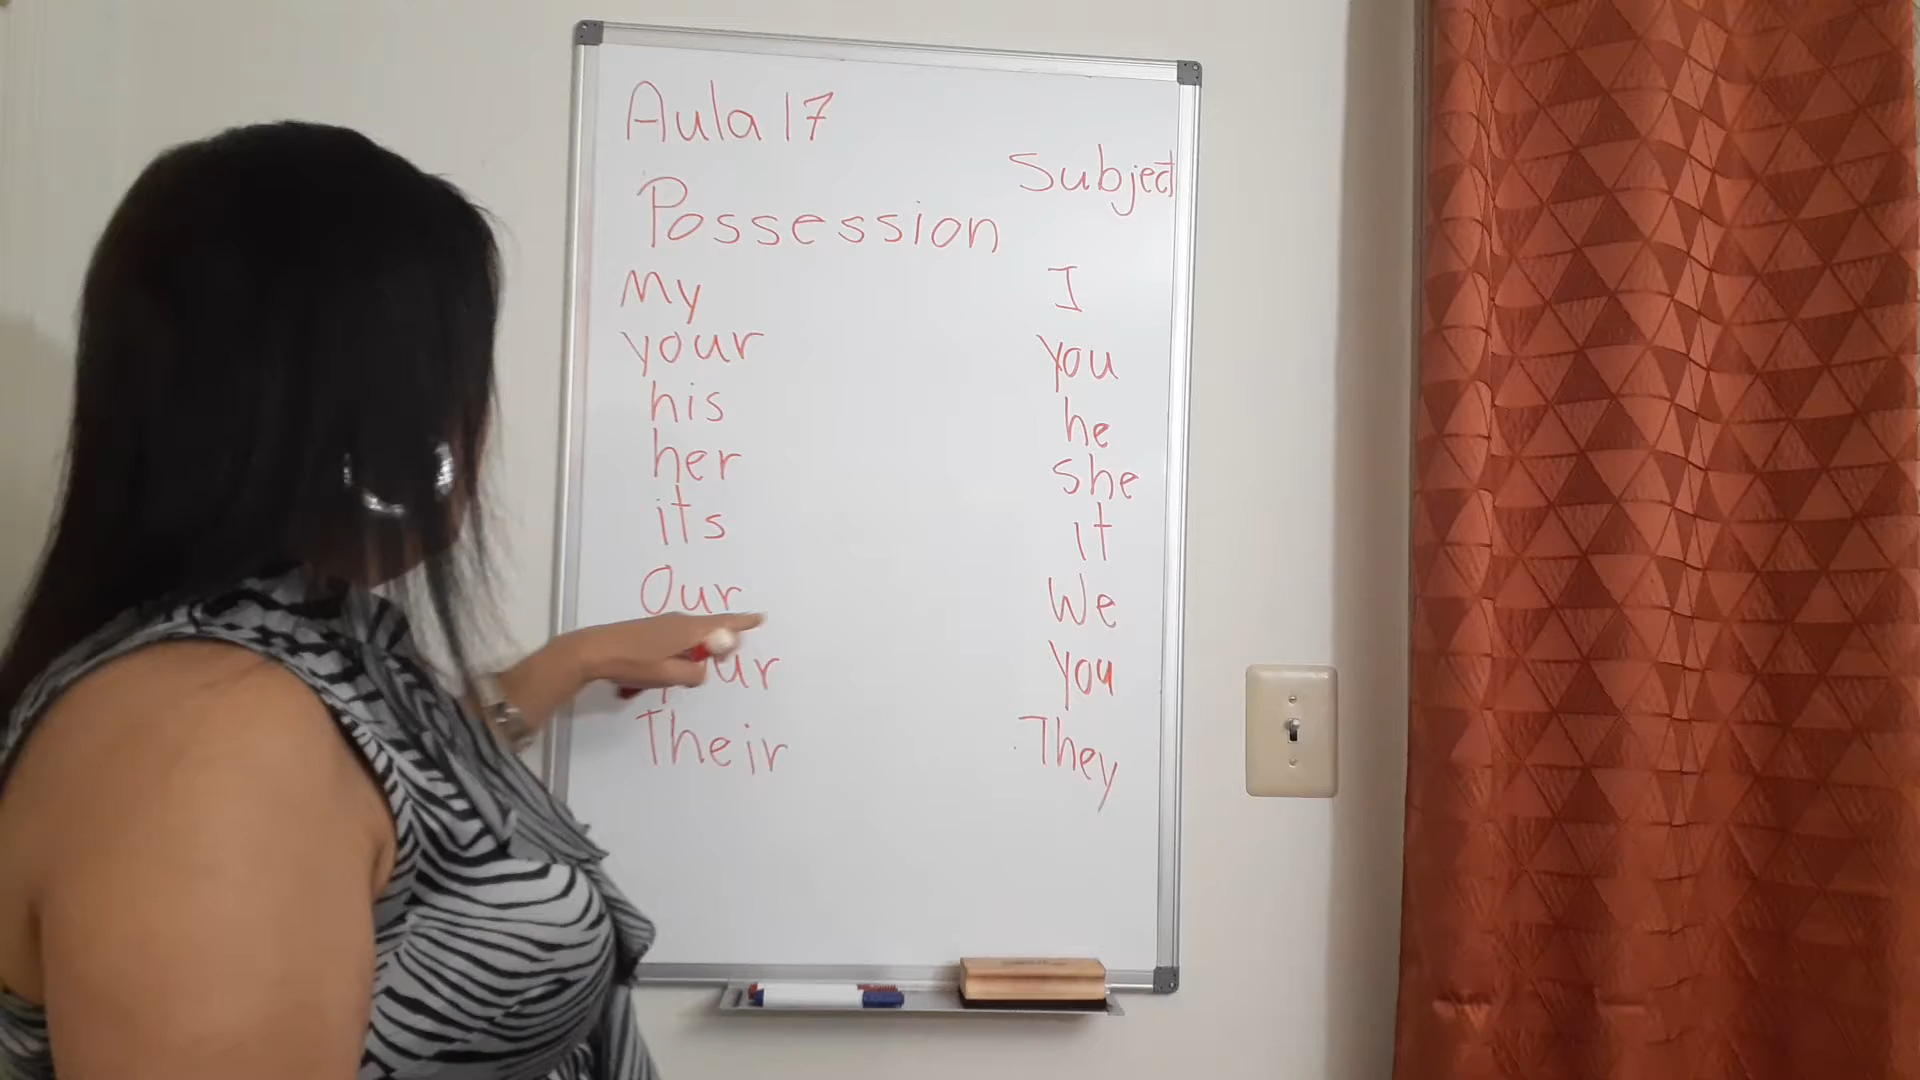 Aula 17
Subject
Possession
My I
your you
his he
her she
its it
Our We
your you
Their They